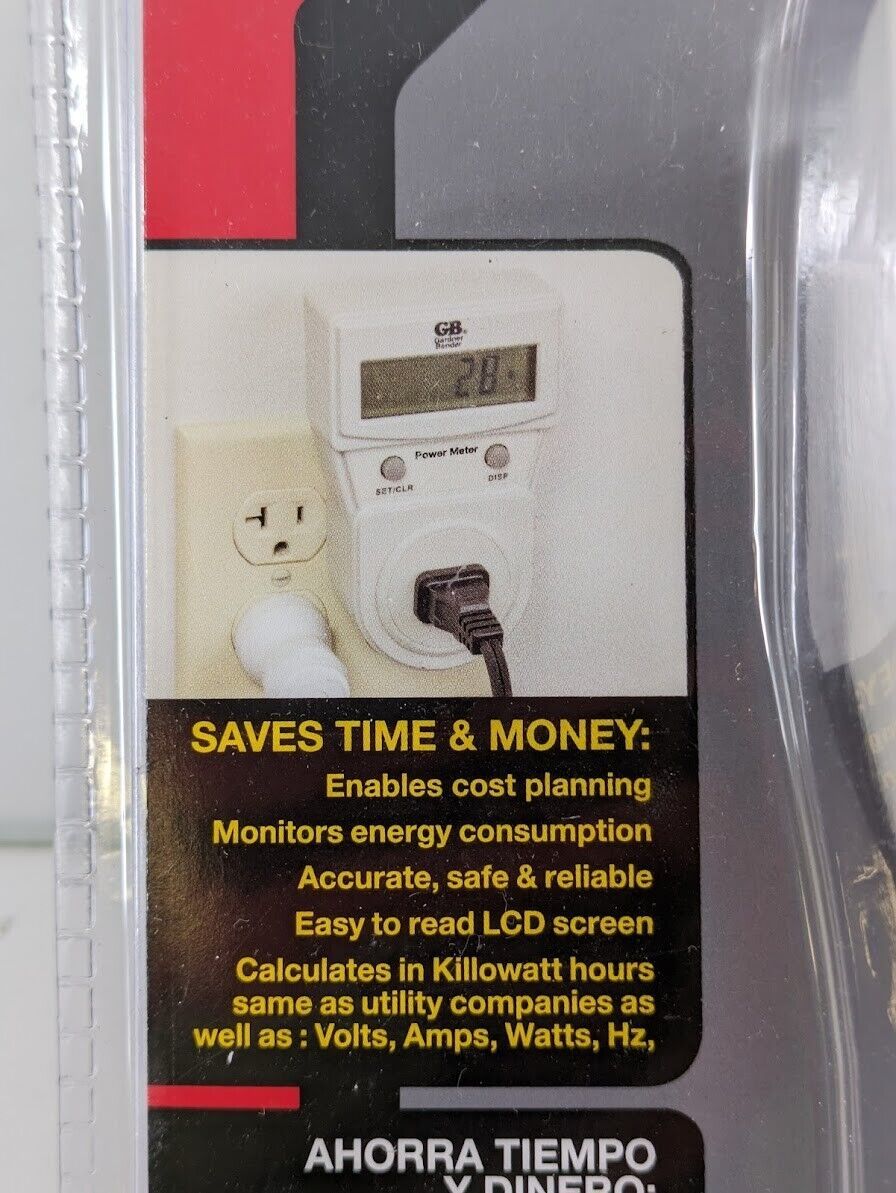 GB
Gardner
Bender
28
Power Meter
SET/CLR
DISP
SAVES TIME & MONEY:
Enables cost planning
Monitors energy consumption
Accurate, safe & reliable
Easy to read LCD screen
Calculates in Killowatt hours
same as utility companies as
well as : Volts, Amps, Watts, Hz,
AHORRA TIEMPO
Y DINERO: